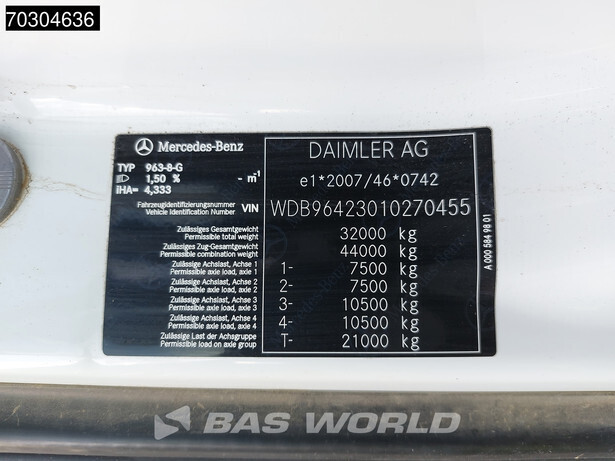 70304636
Mercedes-Benz
DAIMLER AG
TYP 963-8-G
1,50 % - m-1
IHA= 4,333
e1*2007/46*0742
Fahrzeugidentifizierungsnummer
Vehicle Identification Number VIN WDB96423010270455
Zulässiges Gesamtgewicht
Permissible total weight 32000 kg
Zulässiges Zug-Gesamtgewicht
Permissible combination weight 44000 kg
Zulässige Achslast, Achse 1
Permissible axle load, axle 1 1- 7500 kg
Zulässige Achslast, Achse 2
Permissible axle load, axle 2 2- 7500 kg
Zulässige Achslast, Achse 3
Permissible axle load, axle 3 3- 10500 kg
Zulässige Achslast, Achse 4
Permissible axle load, axle 4 4- 10500 kg
Zulässige Last der Achsgruppe
Permissible load on axle group T- 21000 kg
A 000 584 98 01
BAS WORLD